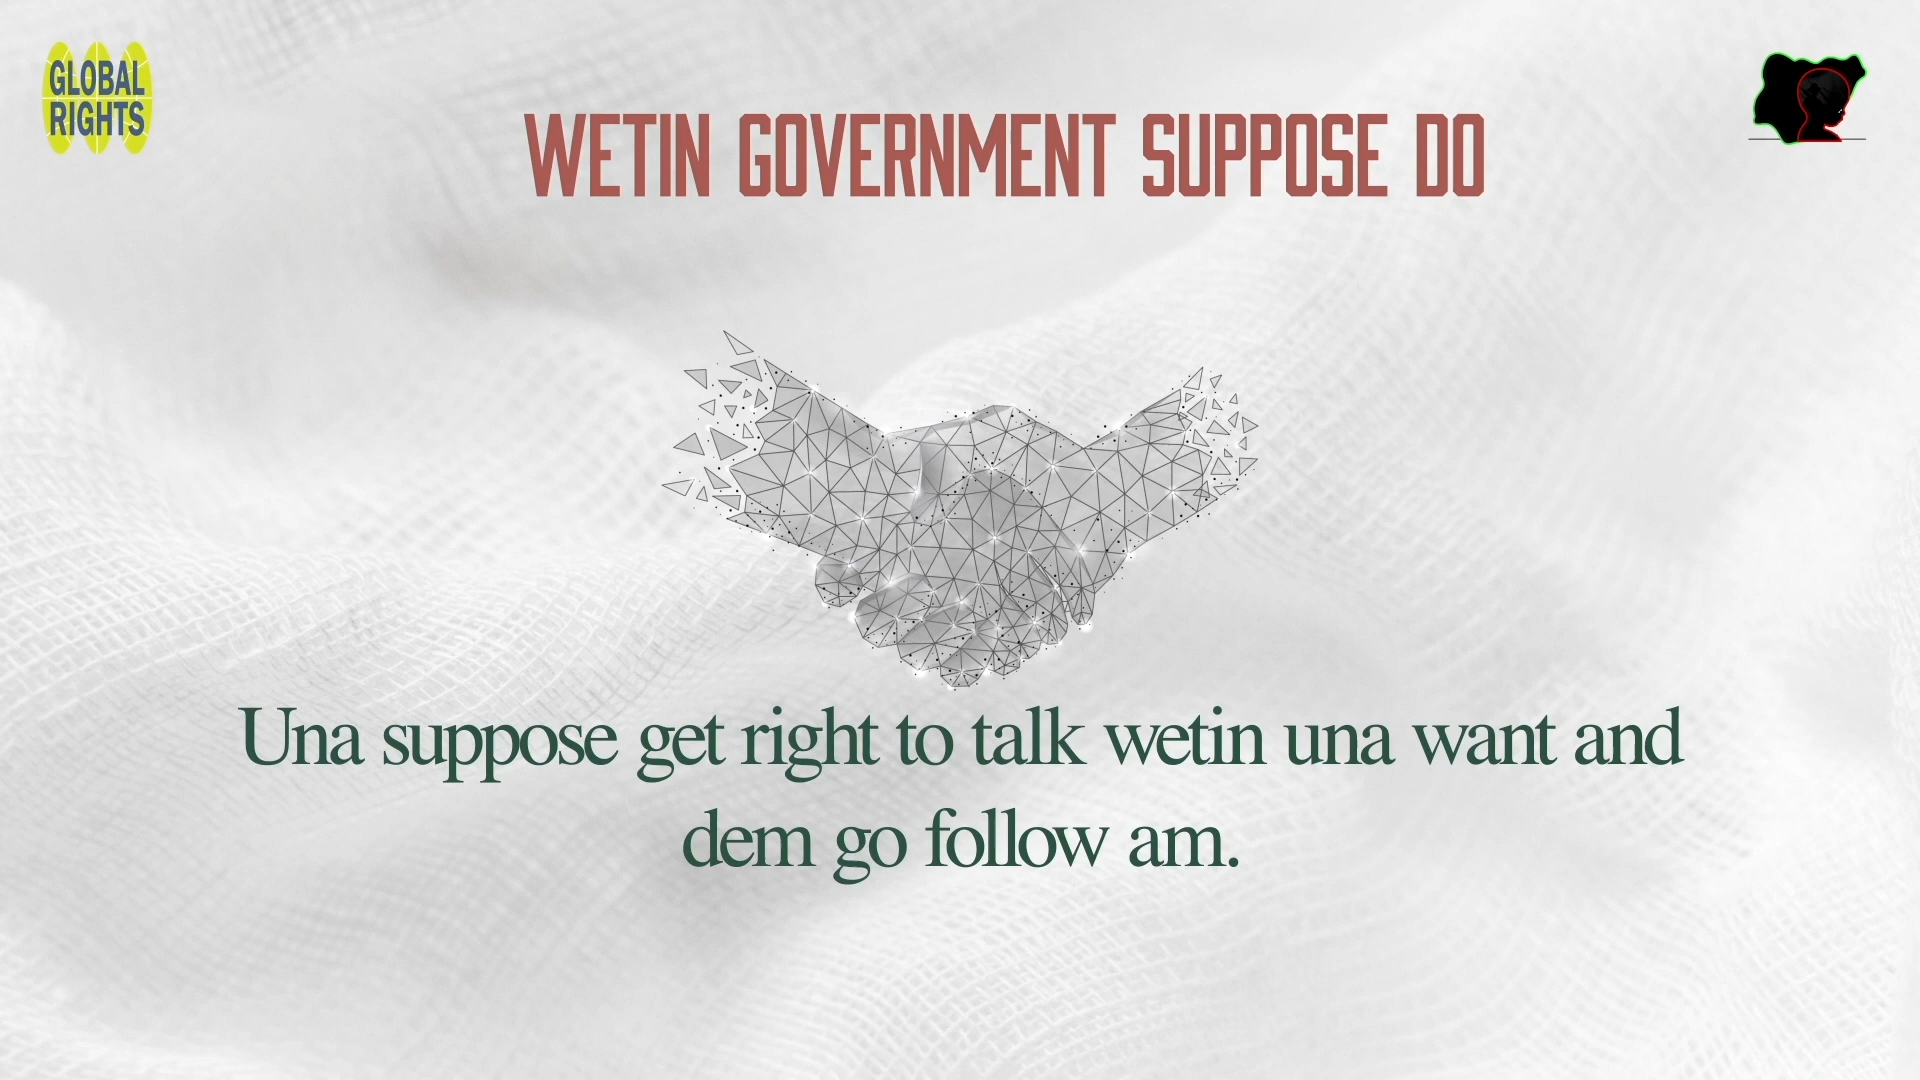 GLOBAL
RIGHTS
WETIN GOVERNMENT SUPPOSE DO
Una suppose get right to talk wetin una want and
dem go follow am.